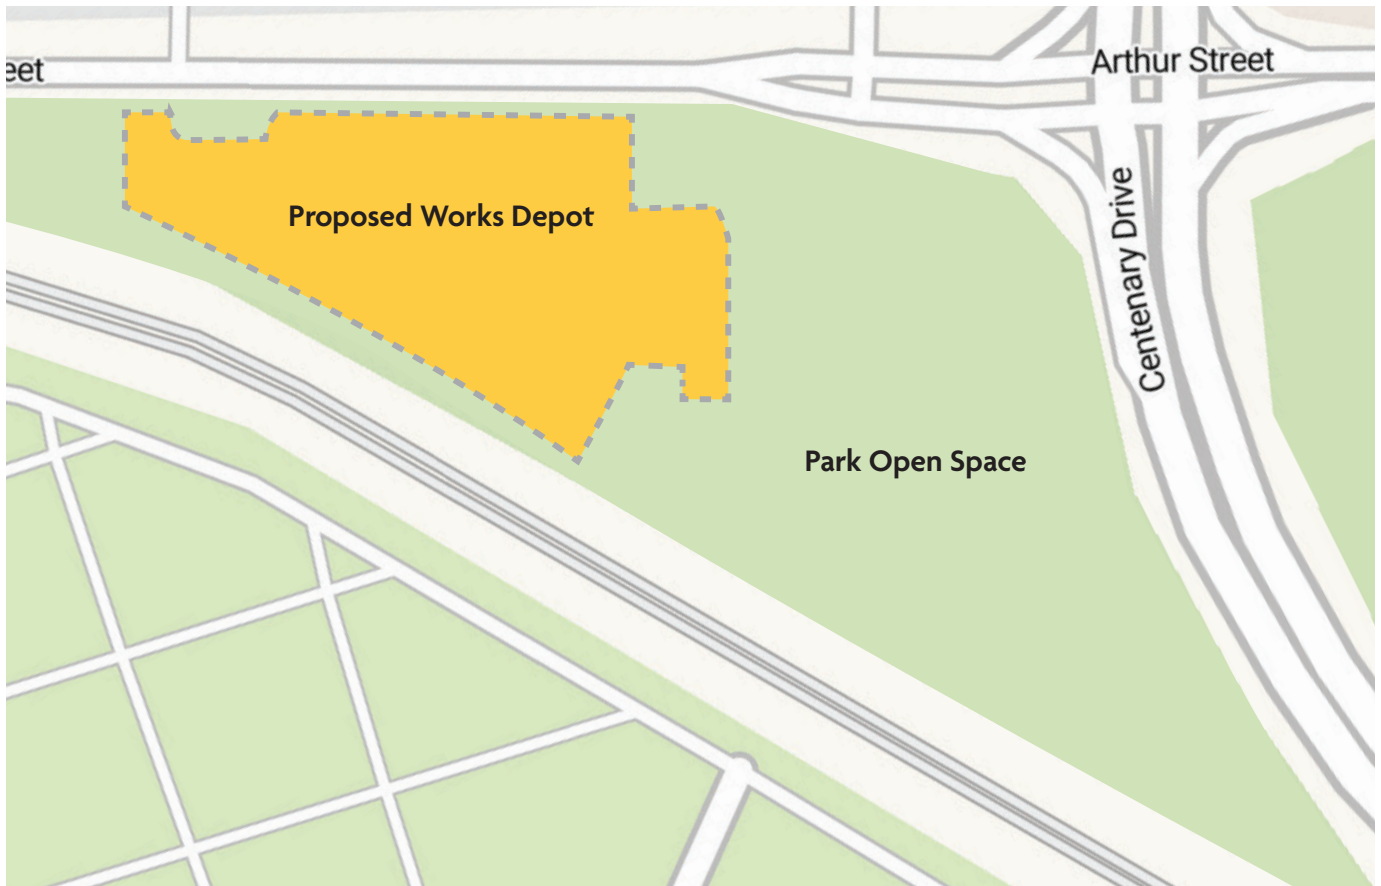 Arthur Street
eet
Proposed Works Depot
Centenary Drive
Park Open Space